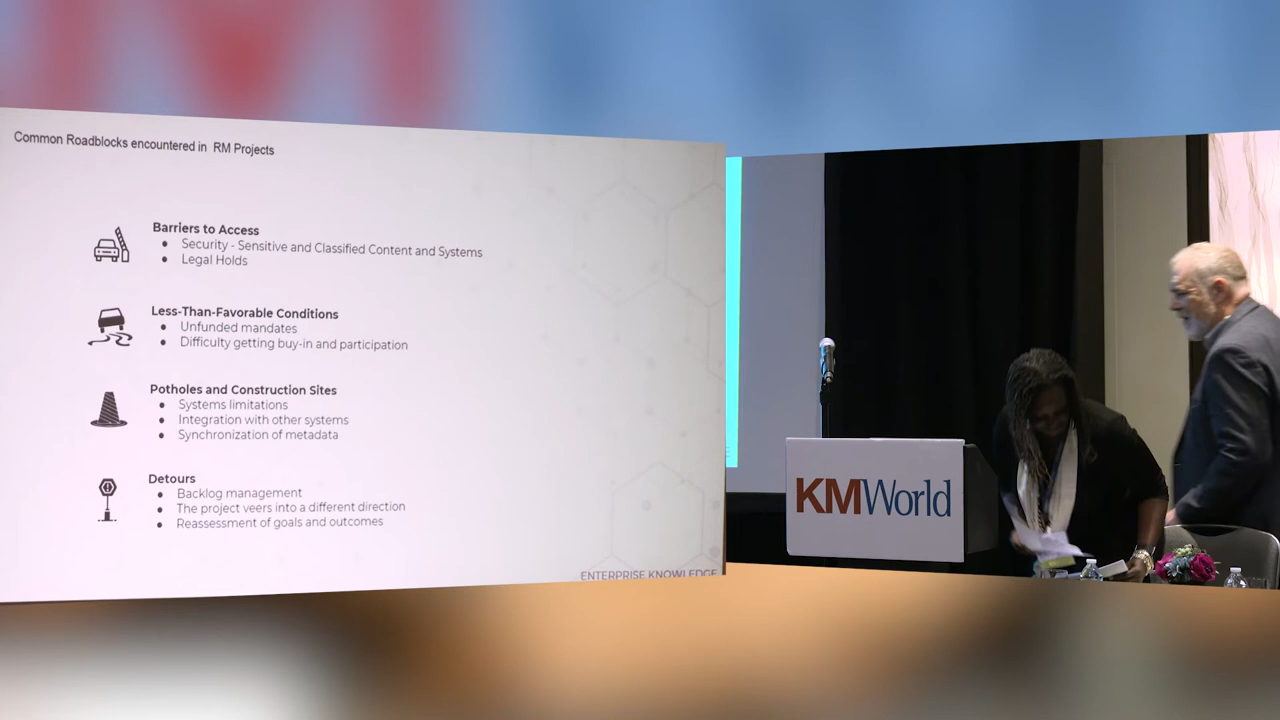 Common Roadblocks encountered in RM Projects
Barriers to Access
● Security - Sensitive and Classified Content and Systems
● Legal Holds
Less-Than-Favorable Conditions
● Unfunded mandates
● Difficulty getting buy-in and participation
Potholes and Construction Sites
● Systems limitations
● Integration with other systems
● Synchronization of metadata
Detours
● Backlog management
● The project veers into a different direction
● Reassessment of goals and outcomes
ENTERPRISE KNOWLEDGE
KMWorld